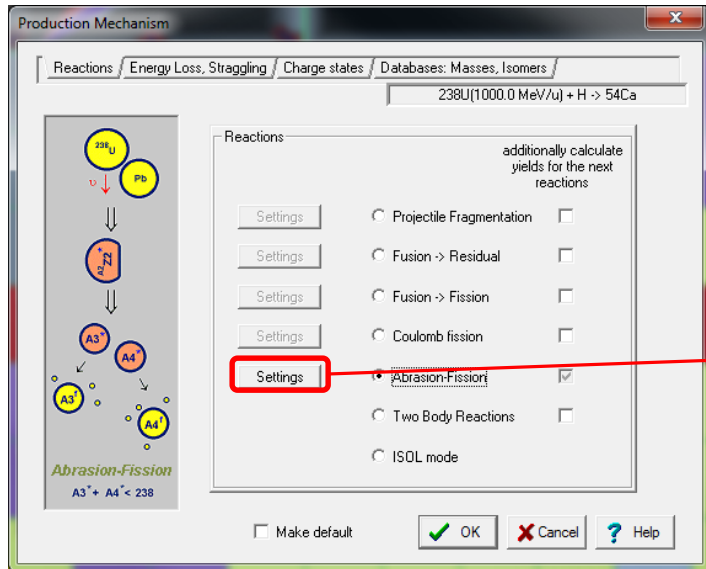 Production Mechanism
Reactions / Energy Loss, Straggling / Charge states / Databases: Masses, Isomers /
238U(1000.0 MeV/u) + H -> 54Ca
Reactions
additionally calculate
yields for the next
reactions
Settings Projectile Fragmentation
Settings Fusion -> Residual
Settings Fusion -> Fission
Settings Coulomb fission
Settings Abrasion-Fission
Two Body Reactions
ISOL mode
238U
Pb
υ
A2Z2*
A3*
A4*
A3f
A4f
Abrasion-Fission
A3* + A4* < 238
Make default
OK
Cancel
? Help